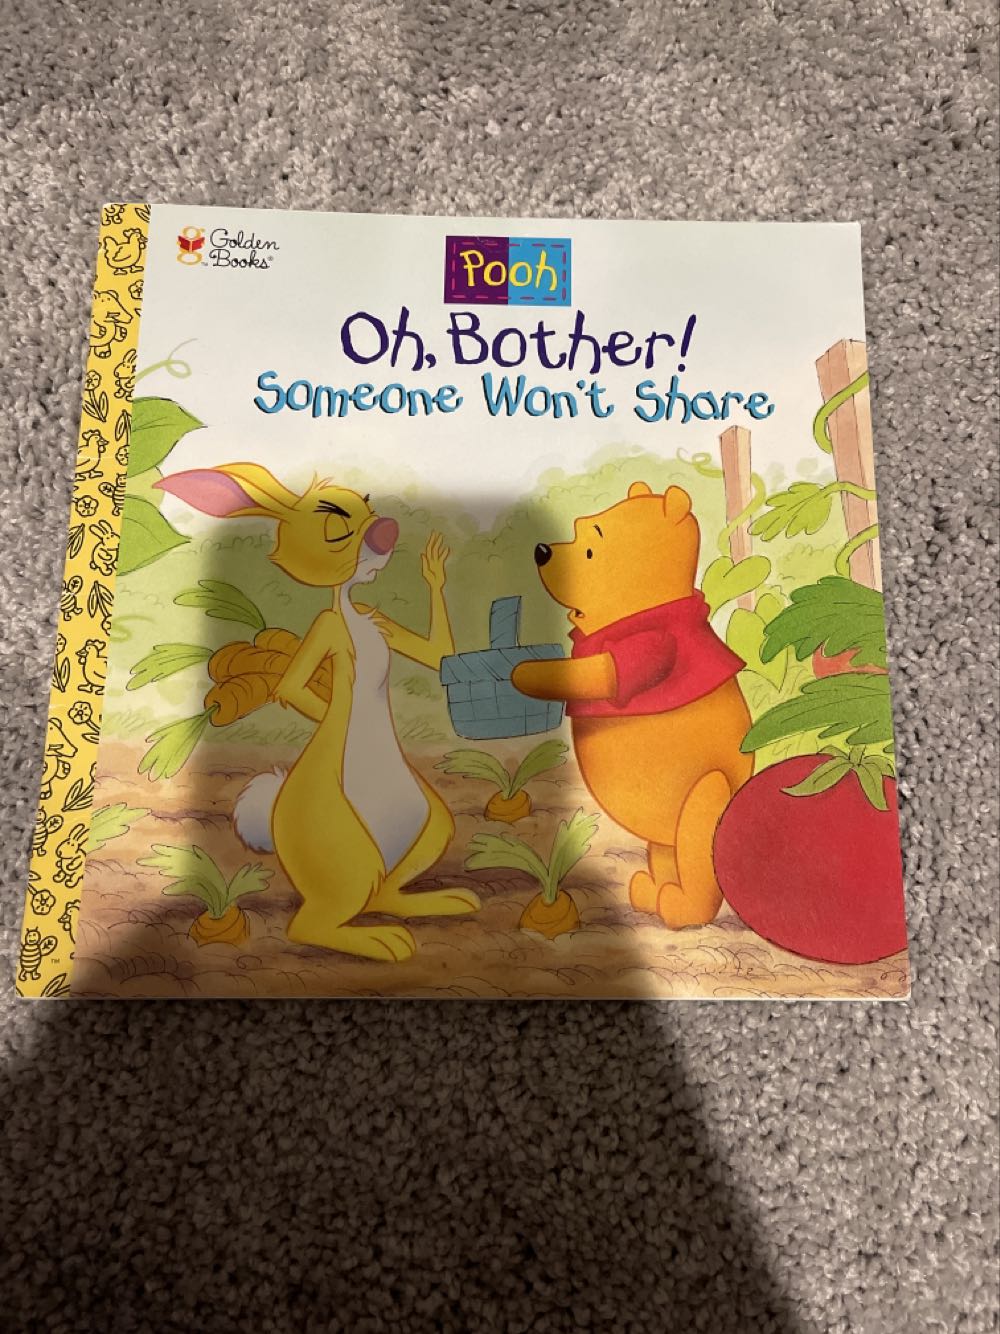 Golden
Books®
Pooh
Oh, Bother!
Someone Won't Share